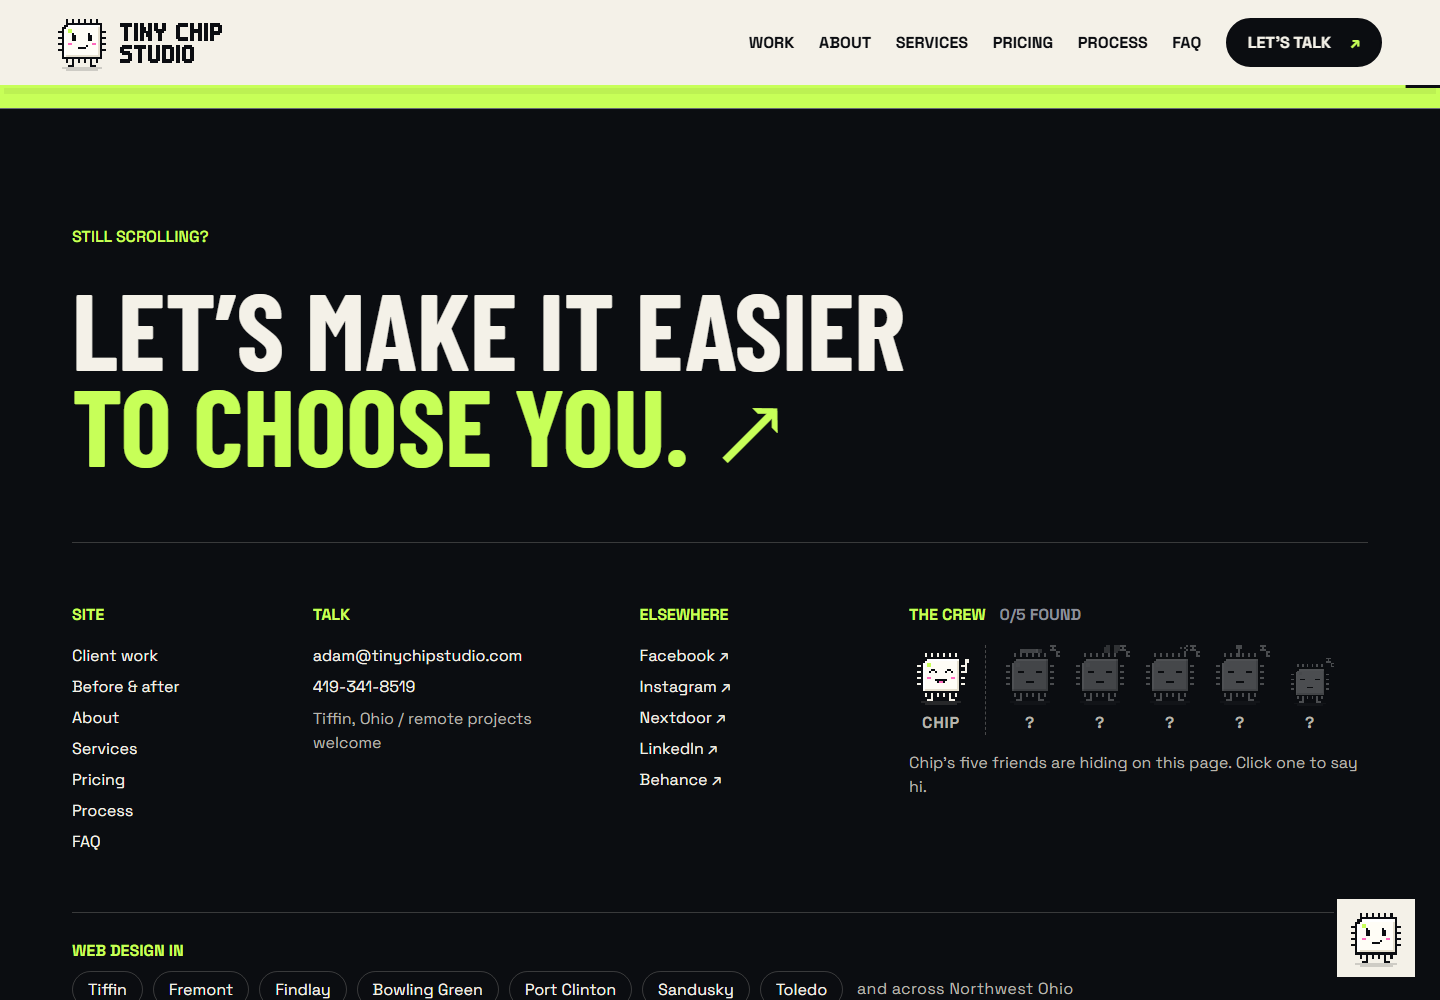 TINY CHIP
STUDIO
WORK ABOUT SERVICES PRICING PROCESS FAQ LET'S TALK ↗
STILL SCROLLING?
LET'S MAKE IT EASIER
TO CHOOSE YOU. ↗
SITE
Client work
Before & after
About
Services
Pricing
Process
FAQ
TALK
adam@tinychipstudio.com
419-341-8519
Tiffin, Ohio / remote projects
welcome
ELSEWHERE
Facebook ↗
Instagram ↗
Nextdoor ↗
LinkedIn ↗
Behance ↗
THE CREW 0/5 FOUND
CHIP ? ? ? ? ?
Chip's five friends are hiding on this page. Click one to say
hi.
WEB DESIGN IN
Tiffin Fremont Findlay Bowling Green Port Clinton Sandusky Toledo and across Northwest Ohio